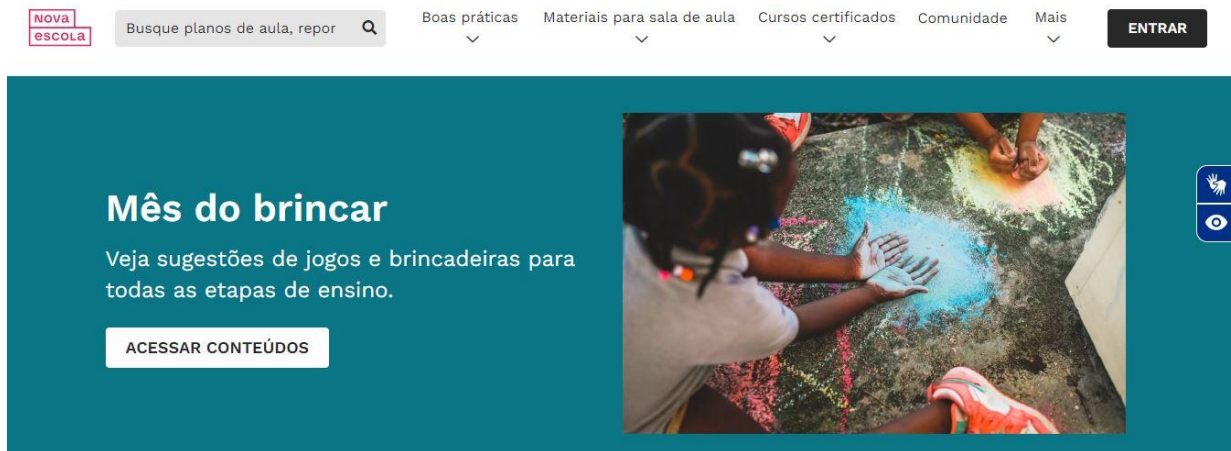 NOVA
escola
Busque planos de aula, repor
Boas práticas
Materiais para sala de aula
Cursos certificados
Comunidade
Mais
ENTRAR
Mês do brincar
Veja sugestões de jogos e brincadeiras para
todas as etapas de ensino.
ACESSAR CONTEÚDOS